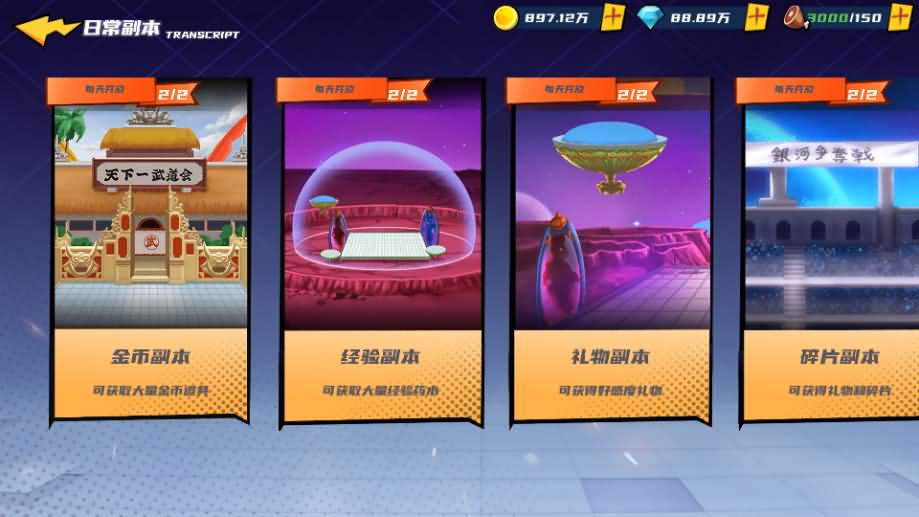 日常副本 TRANSCRIPT
897.12万
88.89万
3000/150
每天开放 2/2
天下一武道会
武
金币副本
可获取大量金币道具
每天开放 2/2
经验副本
可获取大量经验药水
每天开放 2/2
礼物副本
可获得好感度礼物
每天开放 2/2
銀河争奪戦
碎片副本
可获得礼物和碎片